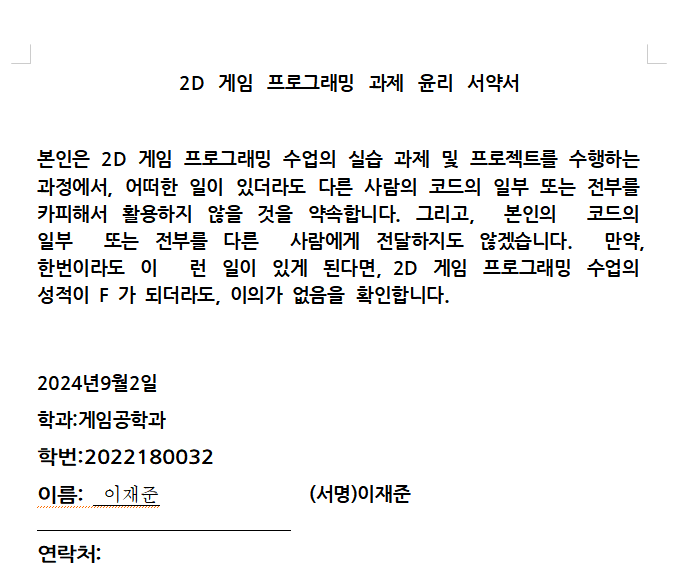 2D 게임 프로그래밍 과제 윤리 서약서
본인은 2D 게임 프로그래밍 수업의 실습 과제 및 프로젝트를 수행하는
과정에서, 어떠한 일이 있더라도 다른 사람의 코드의 일부 또는 전부를
카피해서 활용하지 않을 것을 약속합니다. 그리고, 본인의 코드의
일부 또는 전부를 다른 사람에게 전달하지도 않겠습니다. 만약,
한번이라도 이 런 일이 있게 된다면, 2D 게임 프로그래밍 수업의
성적이 F 가 되더라도, 이의가 없음을 확인합니다.
2024년9월2일
학과:게임공학과
학번:2022180032
이름: 이재준 (서명)이재준
연락처: